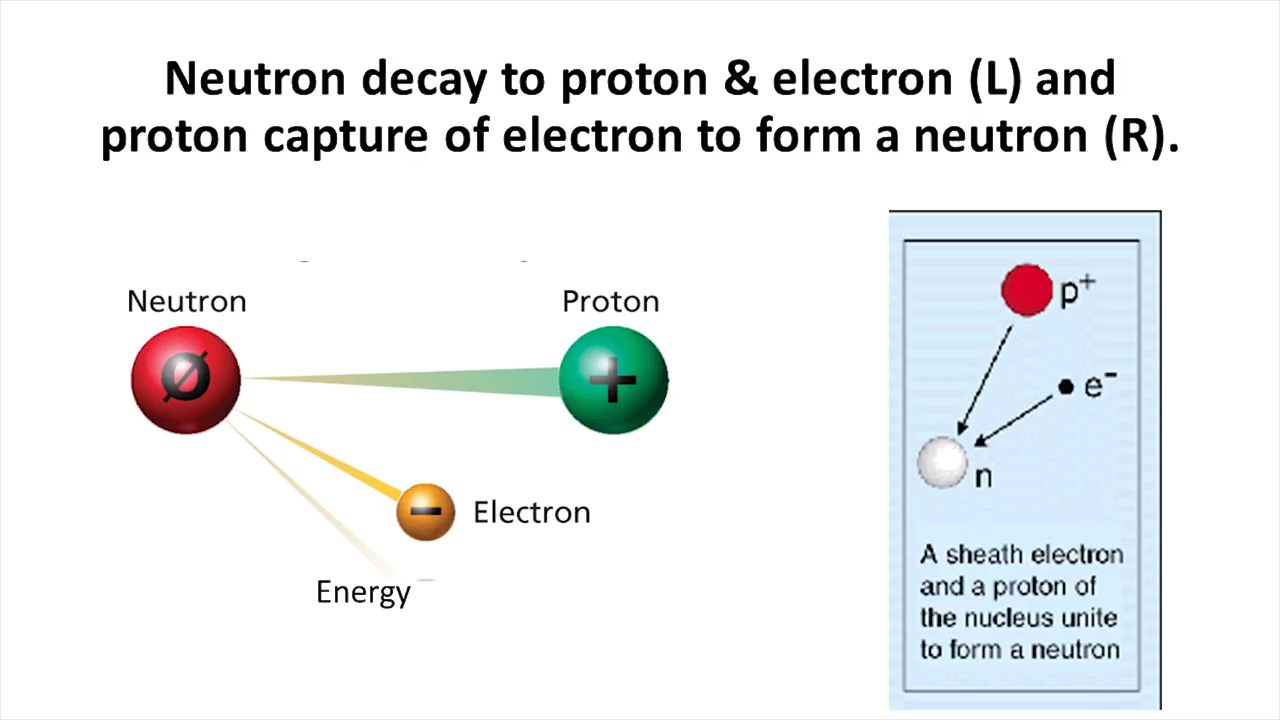 Neutron decay to proton & electron (L) and
proton capture of electron to form a neutron (R).
Neutron
Proton
Ø
+
−
Electron
Energy
p⁺
e⁻
n
A sheath electron
and a proton of
the nucleus unite
to form a neutron